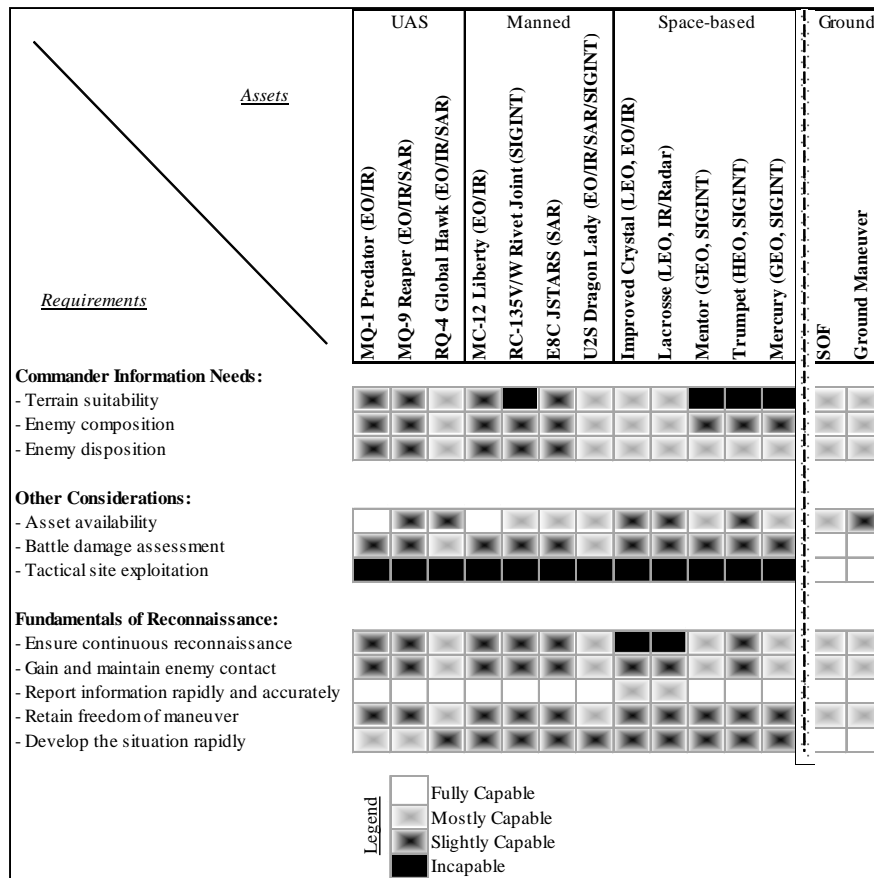 UAS Manned Space-based Ground
Assets
Requirements
MQ-1 Predator (EO/IR)
MQ-9 Reaper (EO/IR/SAR)
RQ-4 Global Hawk (EO/IR/SAR)
MC-12 Liberty (EO/IR)
RC-135V/W Rivet Joint (SIGINT)
E8C JSTARS (SAR)
U2S Dragon Lady (EO/IR/SAR/SIGINT)
Improved Crystal (LEO, EO/IR)
Lacrosse (LEO, IR/Radar)
Mentor (GEO, SIGINT)
Trumpet (HEO, SIGINT)
Mercury (GEO, SIGINT)
SOF
Ground Maneuver
Commander Information Needs:
- Terrain suitability
- Enemy composition
- Enemy disposition
Other Considerations:
- Asset availability
- Battle damage assessment
- Tactical site exploitation
Fundamentals of Reconnaissance:
- Ensure continuous reconnaissance
- Gain and maintain enemy contact
- Report information rapidly and accurately
- Retain freedom of maneuver
- Develop the situation rapidly
Legend
Fully Capable
Mostly Capable
Slightly Capable
Incapable